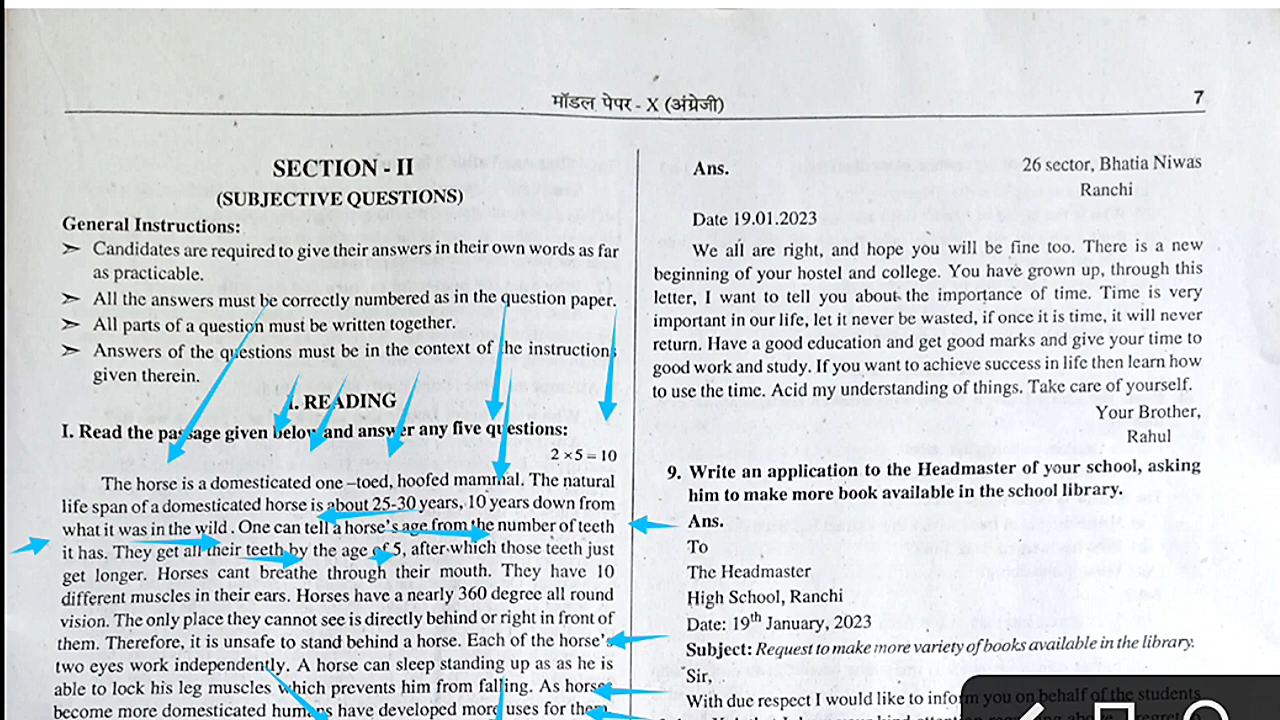 मॉडल पेपर - X (अंग्रेजी)
7
SECTION - II
(SUBJECTIVE QUESTIONS)
General Instructions:
➢ Candidates are required to give their answers in their own words as far
as practicable.
➢ All the answers must be correctly numbered as in the question paper.
➢ All parts of a question must be written together.
➢ Answers of the questions must be in the context of the instructions
given therein.
I. READING
I. Read the passage given below and answer any five questions:
2 ×5 = 10
The horse is a domesticated one –toed, hoofed mammal. The natural
life span of a domesticated horse is about 25-30 years, 10 years down from
what it was in the wild . One can tell a horse's age from the number of teeth
it has. They get all their teeth by the age of 5, after which those teeth just
get longer. Horses cant breathe through their mouth. They have 10
different muscles in their ears. Horses have a nearly 360 degree all round
vision. The only place they cannot see is directly behind or right in front of
them. Therefore, it is unsafe to stand behind a horse. Each of the horse's
two eyes work independently. A horse can sleep standing up as as he is
able to lock his leg muscles which prevents him from falling. As horses
become more domesticated humans have developed more uses for them.
Ans.
26 sector, Bhatia Niwas
Ranchi
Date 19.01.2023
We all are right, and hope you will be fine too. There is a new
beginning of your hostel and college. You have grown up, through this
letter, I want to tell you about the importance of time. Time is very
important in our life, let it never be wasted, if once it is time, it will never
return. Have a good education and get good marks and give your time to
good work and study. If you want to achieve success in life then learn how
to use the time. Acid my understanding of things. Take care of yourself.
Your Brother,
Rahul
9. Write an application to the Headmaster of your school, asking
him to make more book available in the school library.
Ans.
To
The Headmaster
High School, Ranchi
Date: 19th January, 2023
Subject: Request to make more variety of books available in the library.
Sir,
With due respect I would like to inform you on behalf of the students